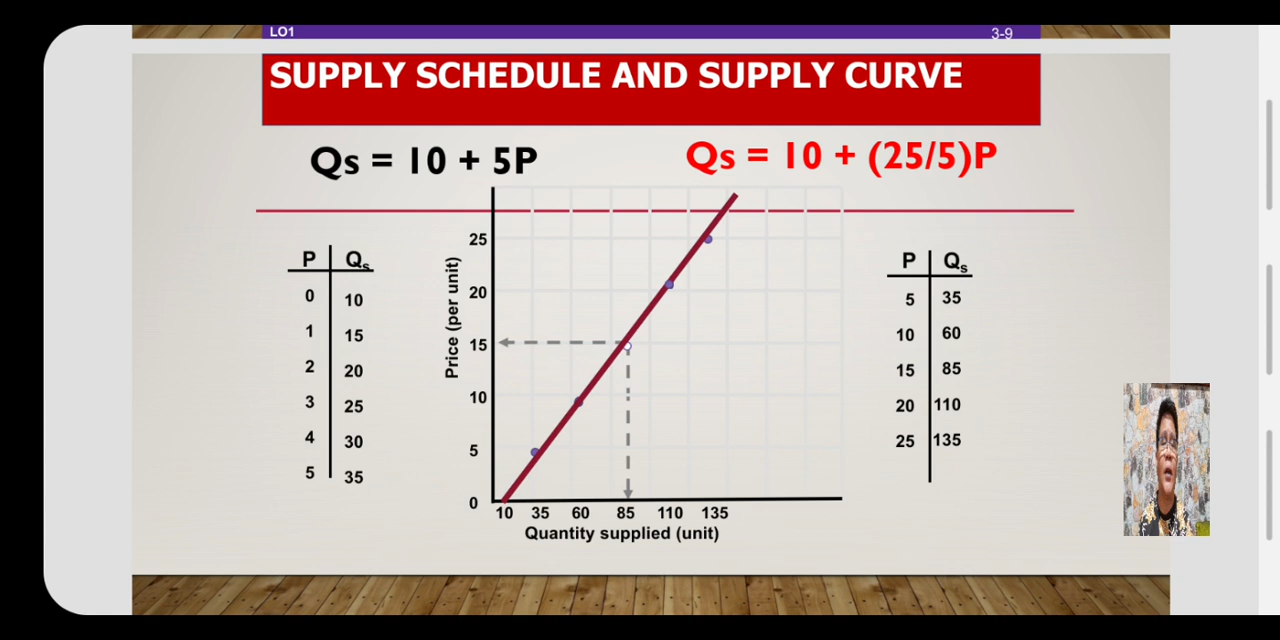 LO1
3-9
SUPPLY SCHEDULE AND SUPPLY CURVE
Qs = 10 + 5P
Qs = 10 + (25/5)P
P Qs
0 10
1 15
2 20
3 25
4 30
5 35
Price (per unit)
25
20
15
10
5
0
10 35 60 85 110 135
Quantity supplied (unit)
P Qs
5 35
10 60
15 85
20 110
25 135